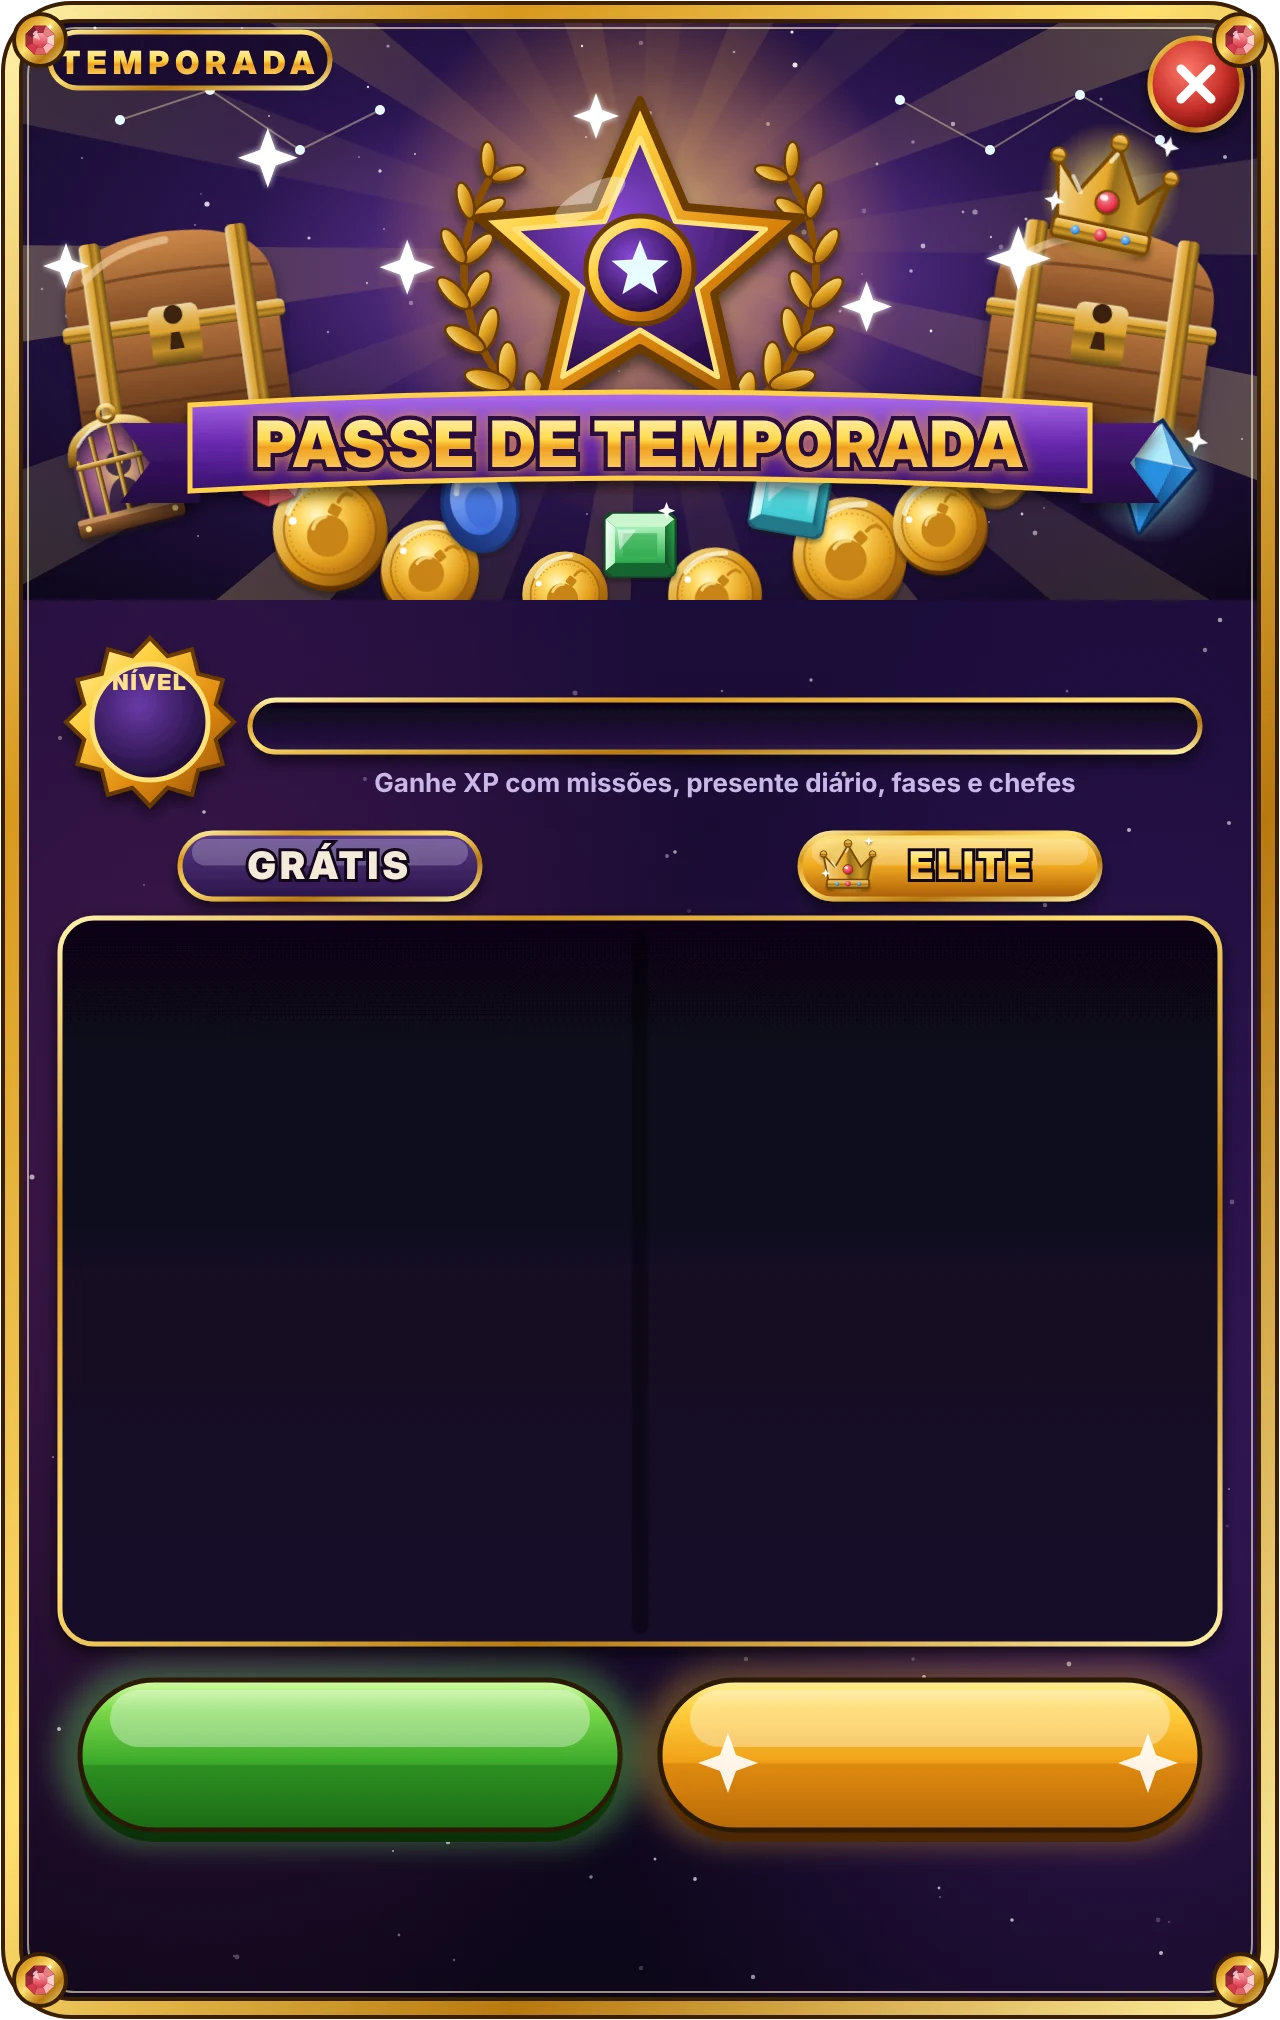 TEMPORADA
PASSE DE TEMPORADA
NÍVEL
Ganhe XP com missões, presente diário, fases e chefes
GRÁTIS
ELITE